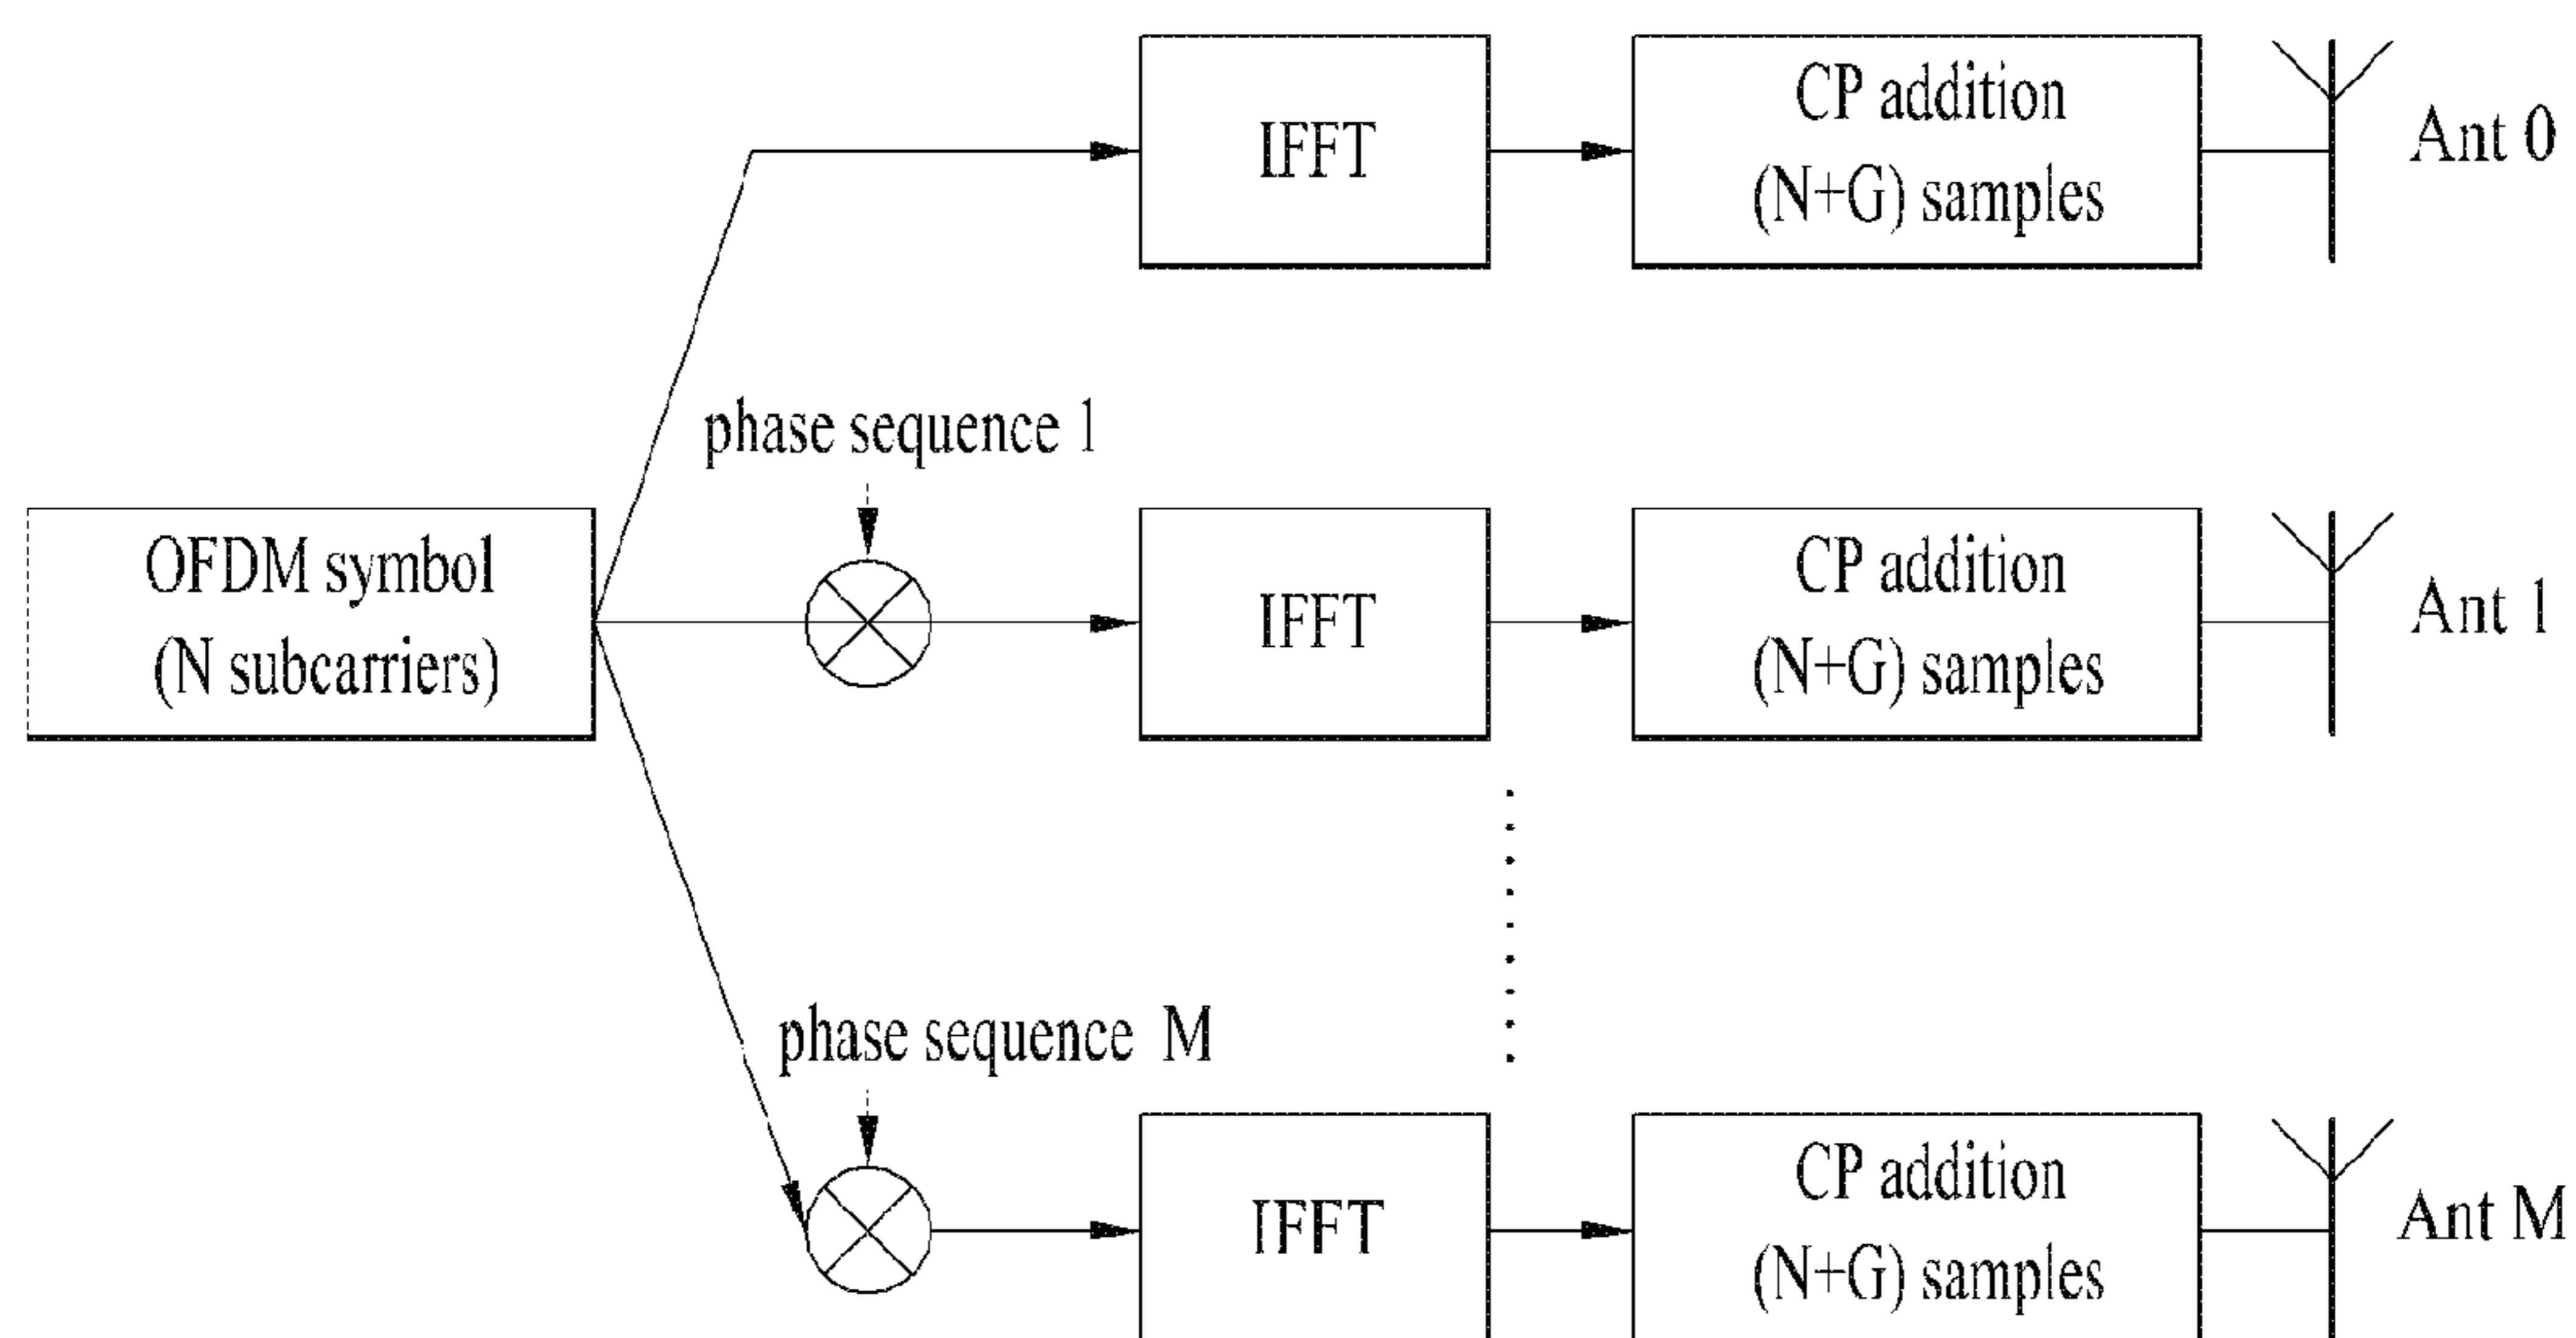 IFFT
CP addition
(N+G) samples
Ant 0
phase sequence 1
OFDM symbol
(N subcarriers)
IFFT
CP addition
(N+G) samples
Ant 1
phase sequence M
IFFT
CP addition
(N+G) samples
Ant M